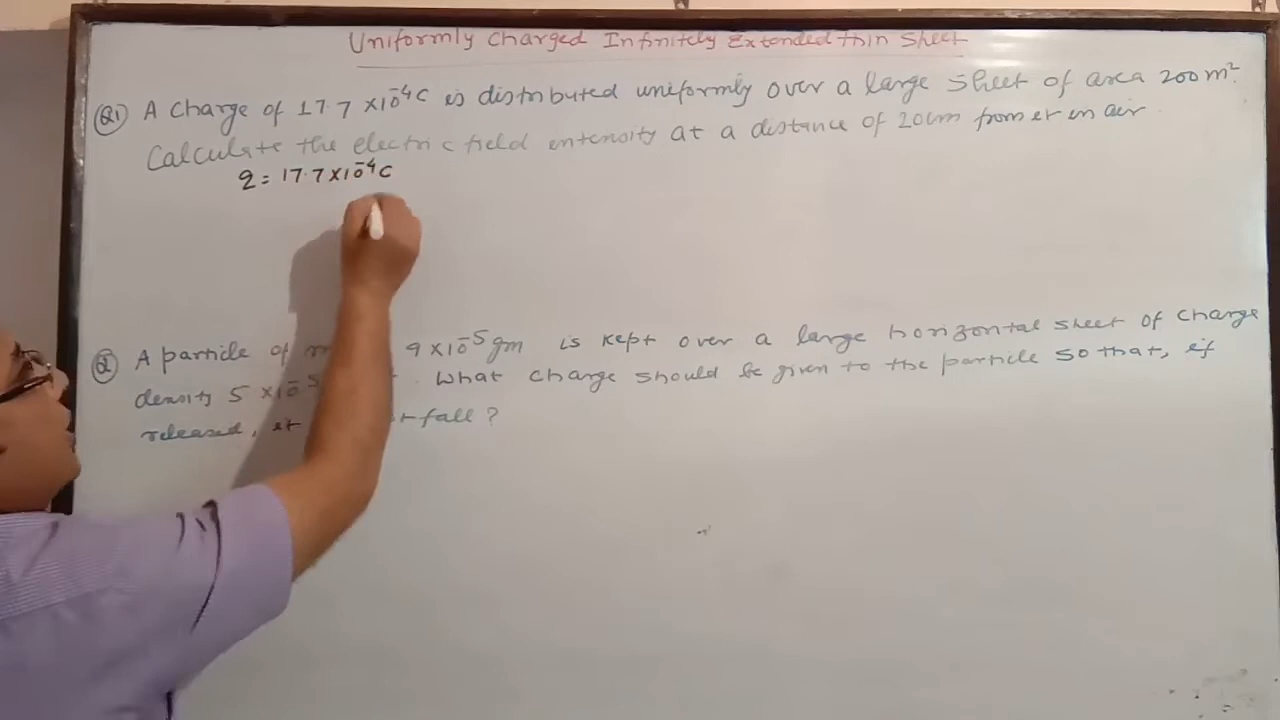 Uniformly Charged Infinitely Extended Thin Sheet
Q1 A charge of 17.7 ×10⁻⁴C is distributed uniformly over a large sheet of area 200m².
Calculate the electric field intensity at a distance of 20cm from it in air
q = 17.7×10⁻⁴C
Q2 A particle of 9×10⁻⁵gm is kept over a large horizontal sheet of charge
density 5 ×10⁻⁵ . What charge should be given to the particle so that, if
released, it fall?